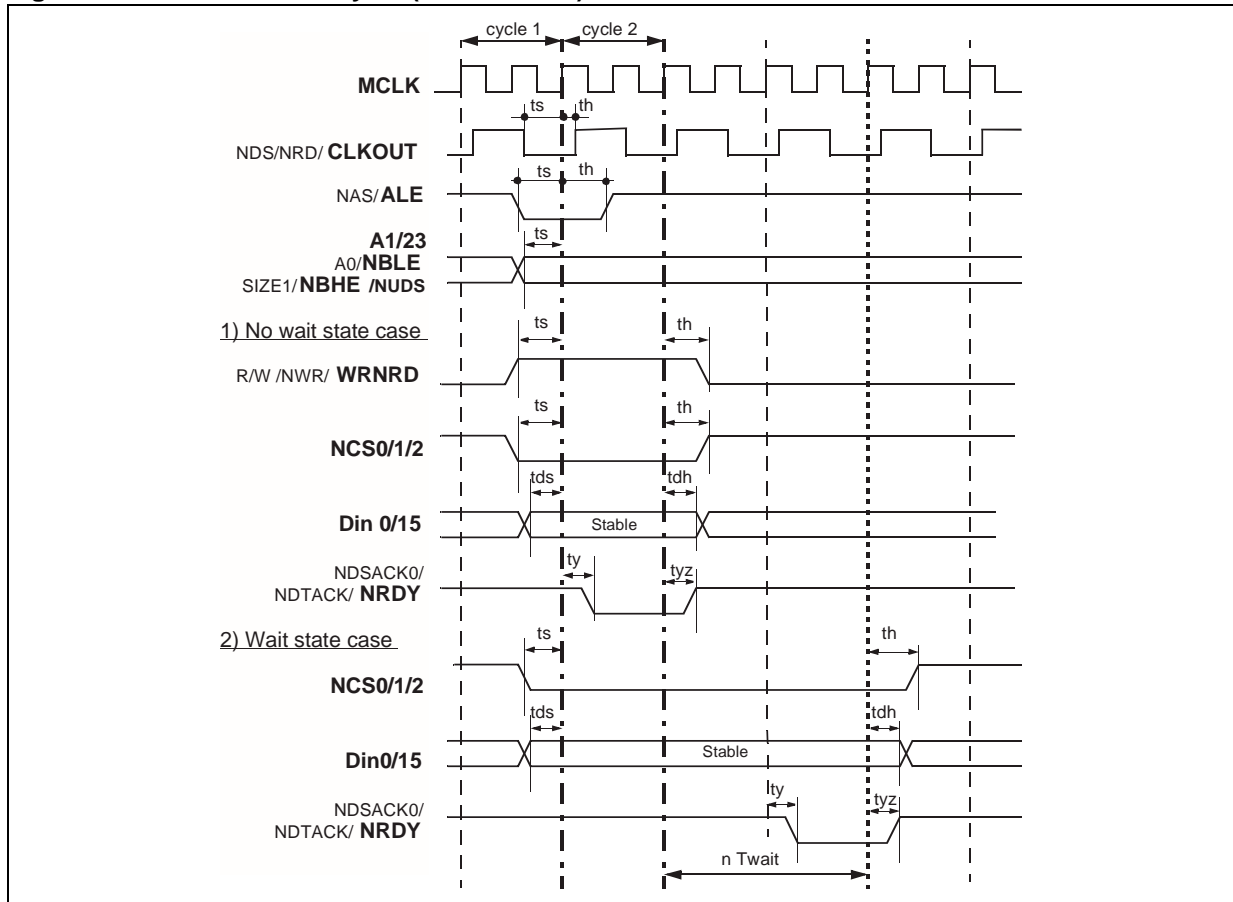 cycle 1 cycle 2
MCLK
ts th
NDS/NRD/ CLKOUT
ts th
NAS/ALE
A1/23
ts
A0/NBLE
SIZE1/NBHE /NUDS
1) No wait state case
ts th
R/W /NWR/ WRNRD
ts th
NCS0/1/2
tds tdh
Din 0/15
Stable
NDSACK0/
ty tyz
NDTACK/ NRDY
2) Wait state case
ts th
NCS0/1/2
tds tdh
Stable
Din0/15
ty tyz
NDSACK0/
NDTACK/ NRDY
n Twait